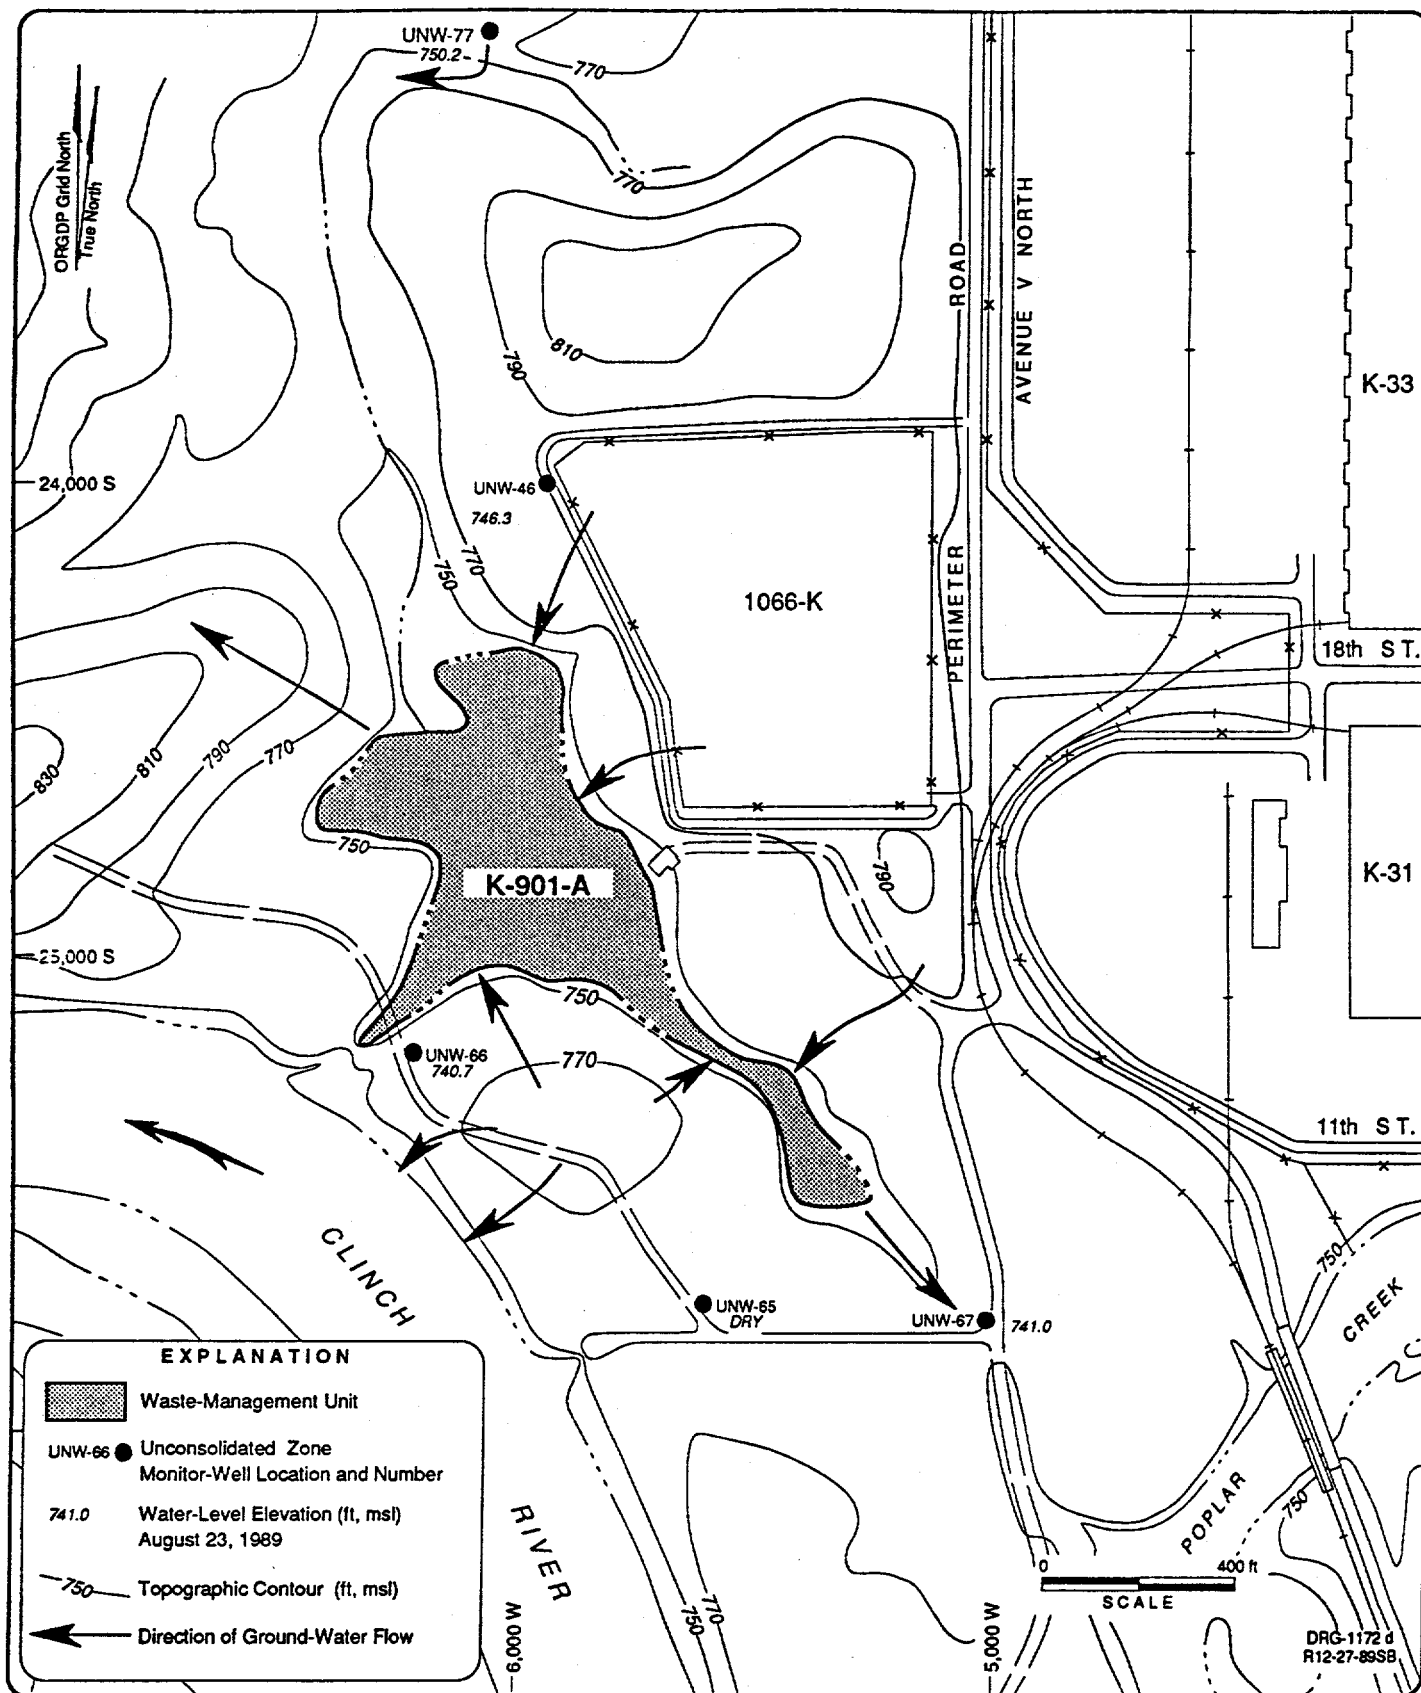 UNW-77
750.2
770
ORGDP Grid North
True North
770
ROAD
AVENUE V NORTH
810
790
K-33
24,000 S
UNW-46
746.3
770
750
1066-K
PERIMETER
18th ST.
830
810
790
770
750
790
K-31
K-901-A
25,000 S
750
UNW-66
740.7
770
11th ST.
CLINCH
RIVER
750
CREEK
POPLAR
750
UNW-65
DRY
UNW-67
741.0
EXPLANATION
Waste-Management Unit
UNW-66 Unconsolidated Zone
Monitor-Well Location and Number
741.0 Water-Level Elevation (ft, msl)
August 23, 1989
750 Topographic Contour (ft, msl)
Direction of Ground-Water Flow
6,000 W
750
770
5,000 W
0 400 ft
SCALE
DRG-1172 d
R12-27-89SB